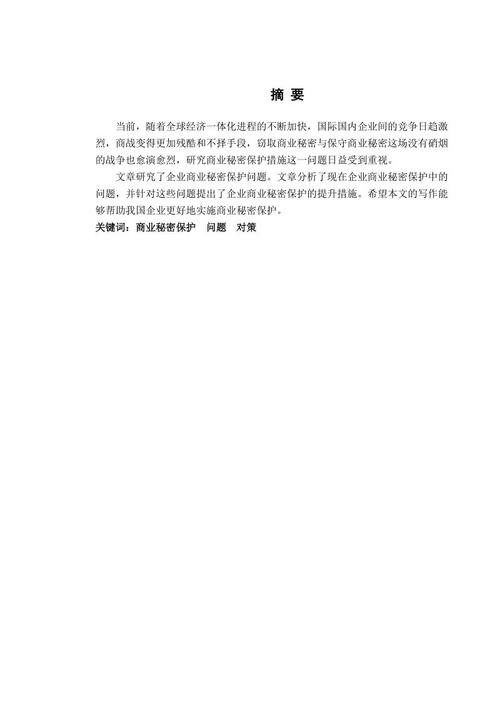 摘 要
当前，随着全球经济一体化进程的不断加快，国际国内企业间的竞争日趋激
烈，商战变得更加残酷和不择手段，窃取商业秘密与保守商业秘密这场没有硝烟
的战争也愈演愈烈，研究商业秘密保护措施这一问题日益受到重视。
文章研究了企业商业秘密保护问题。文章分析了现在企业商业秘密保护中的
问题，并针对这些问题提出了企业商业秘密保护的提升措施。希望本文的写作能
够帮助我国企业更好地实施商业秘密保护。
关键词：商业秘密保护 问题 对策